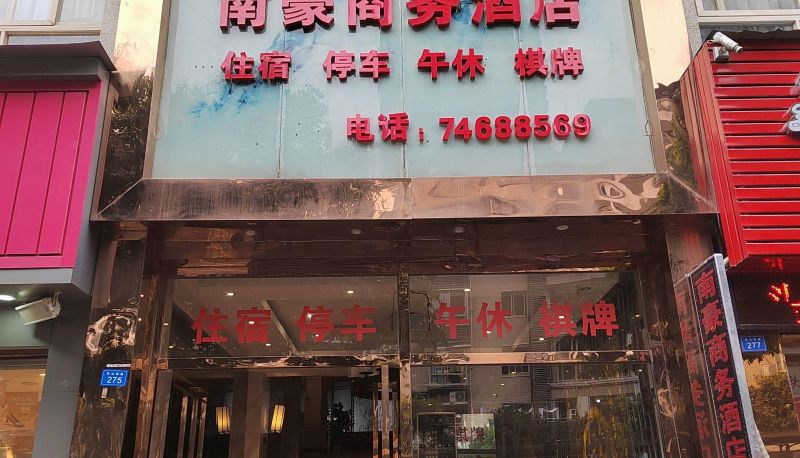 南豪商务酒店
住宿 停车 午休 棋牌
电话：74688569
住宿 停车 午休 棋牌
275
277
南豪商务酒店